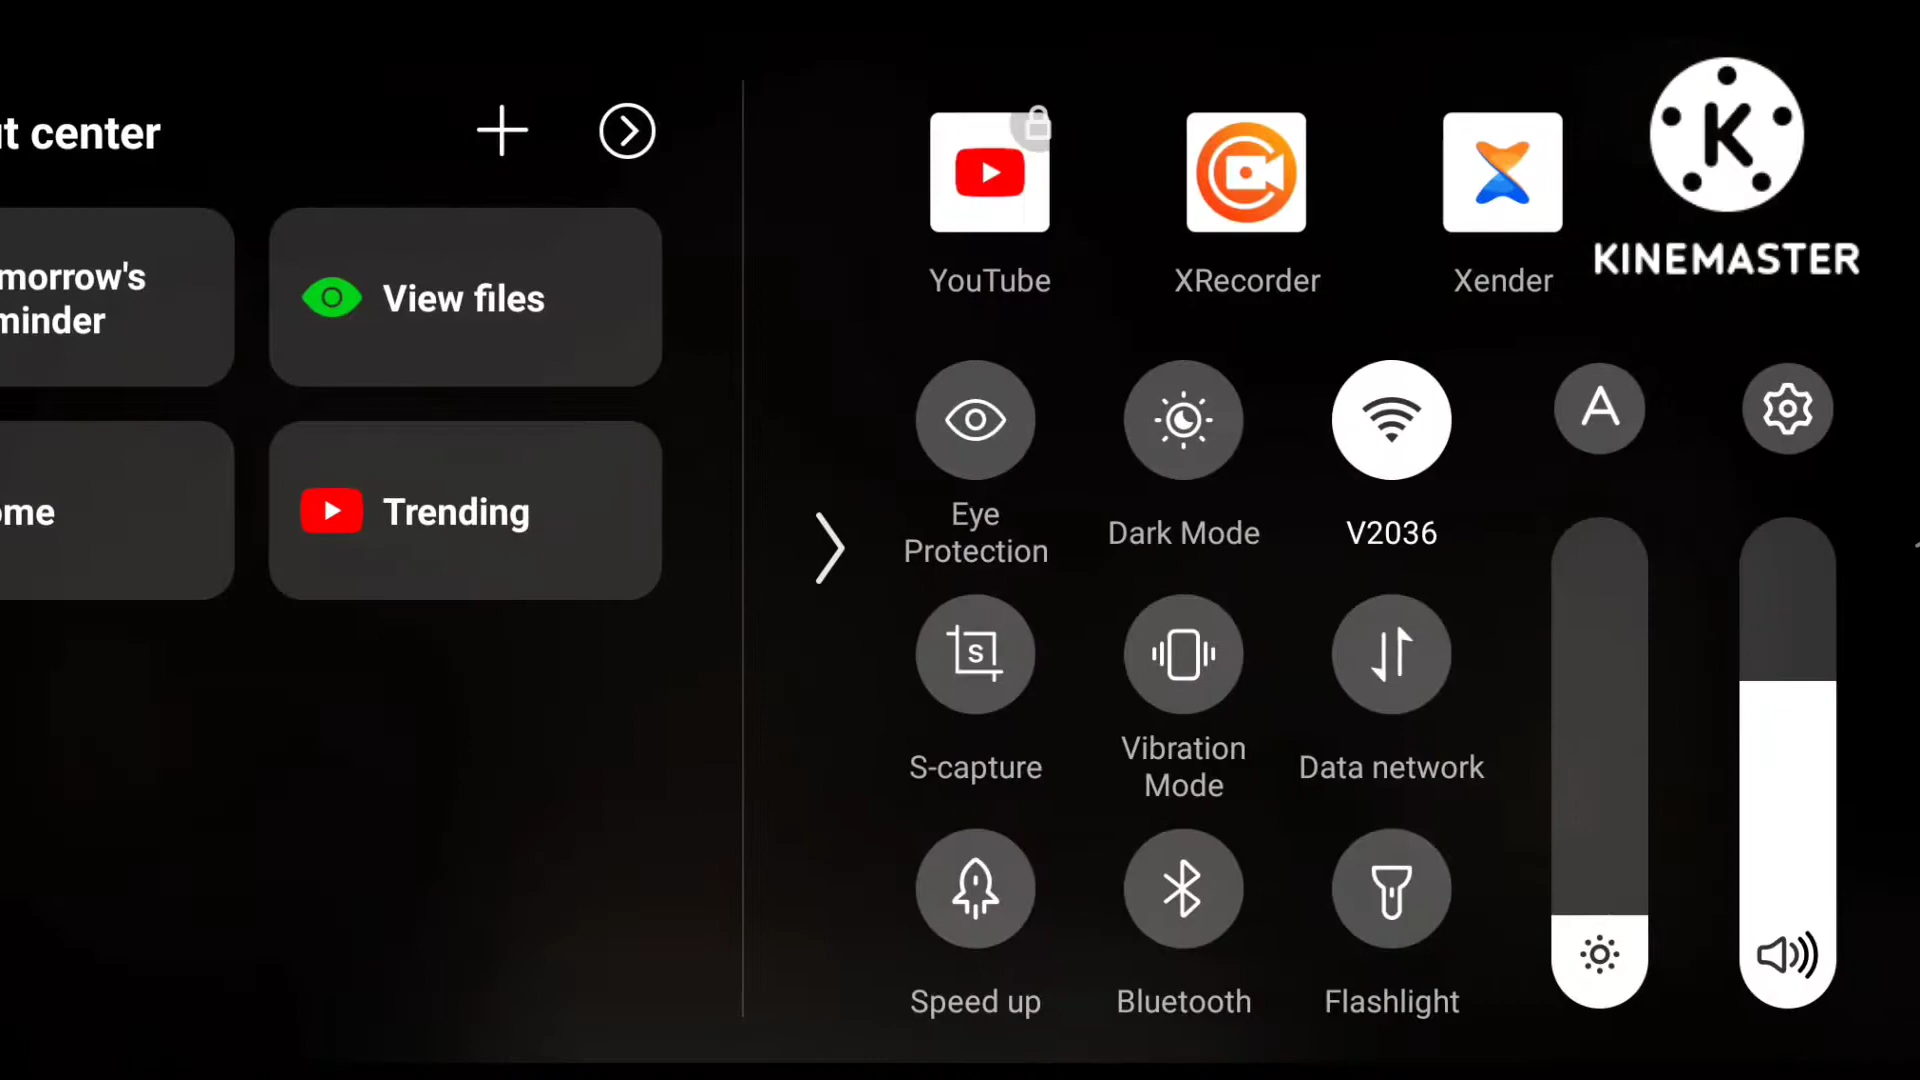 t center
morrow's
minder
View files
ome
Trending
YouTube
XRecorder
Xender
K
KINEMASTER
A
Eye
Protection
Dark Mode
V2036
S
S-capture
Vibration
Mode
Data network
Speed up
Bluetooth
Flashlight